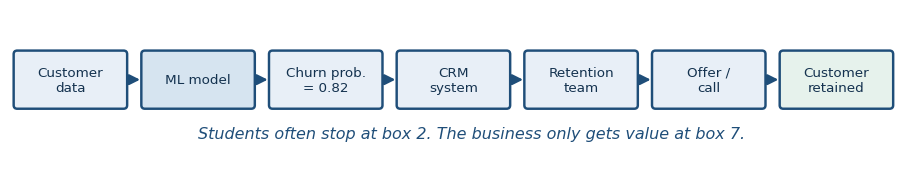 Customer
data
ML model
Churn prob.
= 0.82
CRM
system
Retention
team
Offer /
call
Customer
retained
Students often stop at box 2. The business only gets value at box 7.